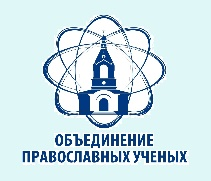 ОБЪЕДИНЕНИЕ
ПРАВОСЛАВНЫХ УЧЕНЫХ